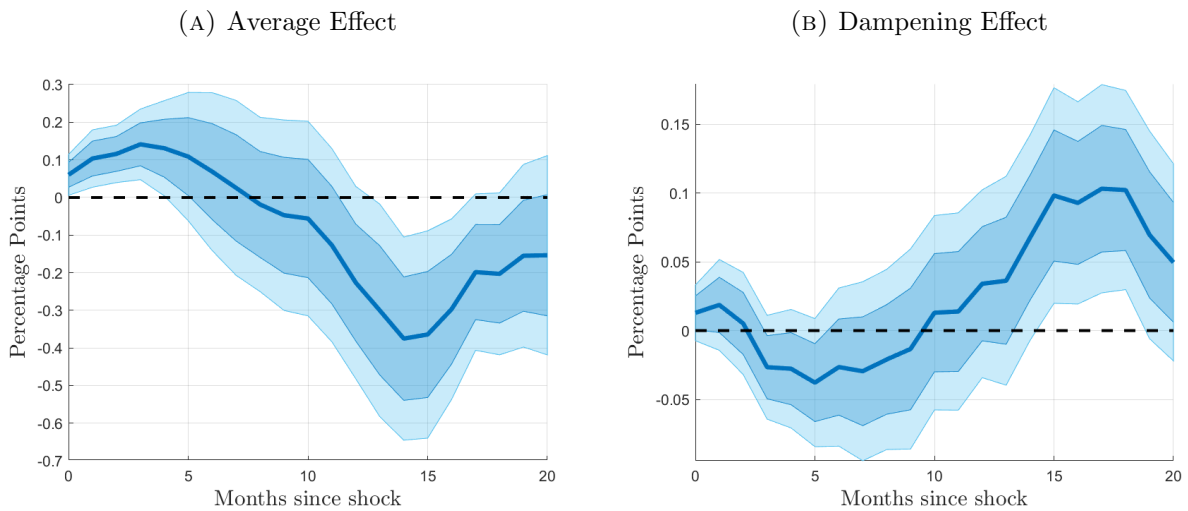 (A) Average Effect
0.3
0.2
0.1
0
-0.1
-0.2
-0.3
-0.4
-0.5
-0.6
-0.7
Percentage Points
0 5 10 15 20
Months since shock
(B) Dampening Effect
0.15
0.1
0.05
0
-0.05
Percentage Points
0 5 10 15 20
Months since shock